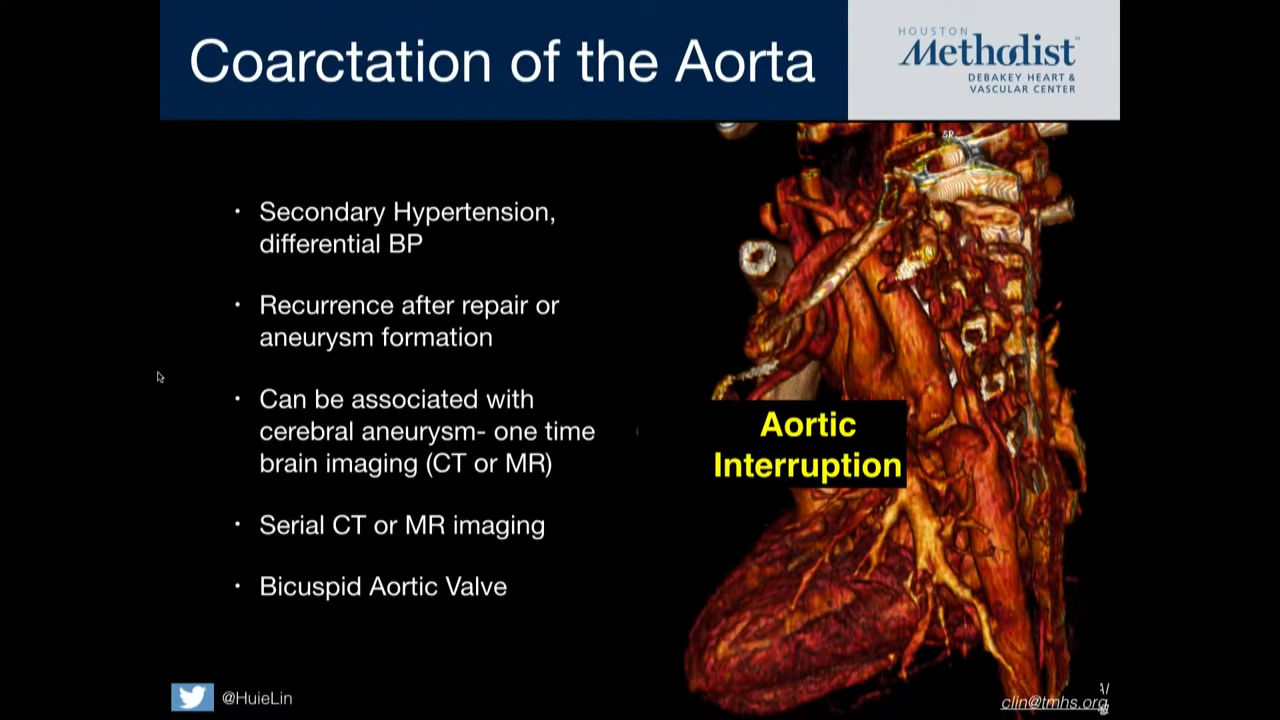 Coarctation of the Aorta
HOUSTON
Methodist™
DEBAKEY HEART &
VASCULAR CENTER
SR
• Secondary Hypertension,
differential BP
• Recurrence after repair or
aneurysm formation
• Can be associated with
cerebral aneurysm- one time
brain imaging (CT or MR)
• Serial CT or MR imaging
• Bicuspid Aortic Valve
Aortic
Interruption
@HuieLin
clin@tmhs.org